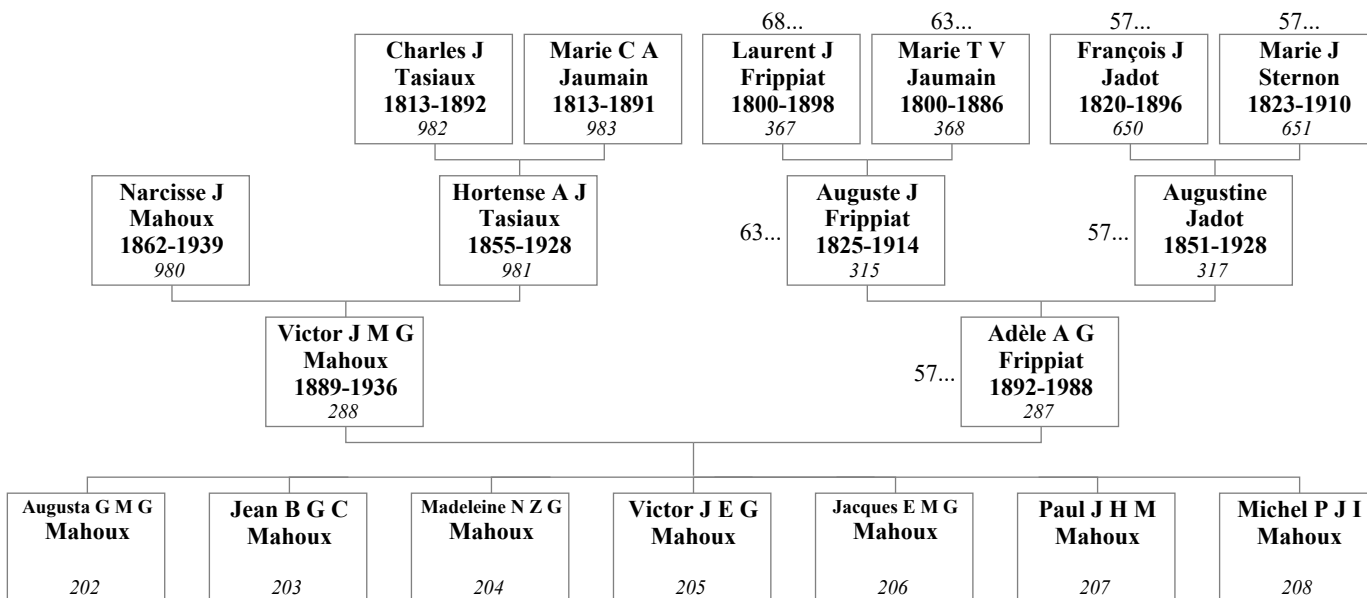 68...
63...
57...
57...
Charles J
Tasiaux
1813-1892
982
Marie C A
Jaumain
1813-1891
983
Laurent J
Frippiat
1800-1898
367
Marie T V
Jaumain
1800-1886
368
François J
Jadot
1820-1896
650
Marie J
Sternon
1823-1910
651
Narcisse J
Mahoux
1862-1939
980
Hortense A J
Tasiaux
1855-1928
981
63...
Auguste J
Frippiat
1825-1914
315
57...
Augustine
Jadot
1851-1928
317
Victor J M G
Mahoux
1889-1936
288
57...
Adèle A G
Frippiat
1892-1988
287
Augusta G M G
Mahoux
202
Jean B G C
Mahoux
203
Madeleine N Z G
Mahoux
204
Victor J E G
Mahoux
205
Jacques E M G
Mahoux
206
Paul J H M
Mahoux
207
Michel P J I
Mahoux
208